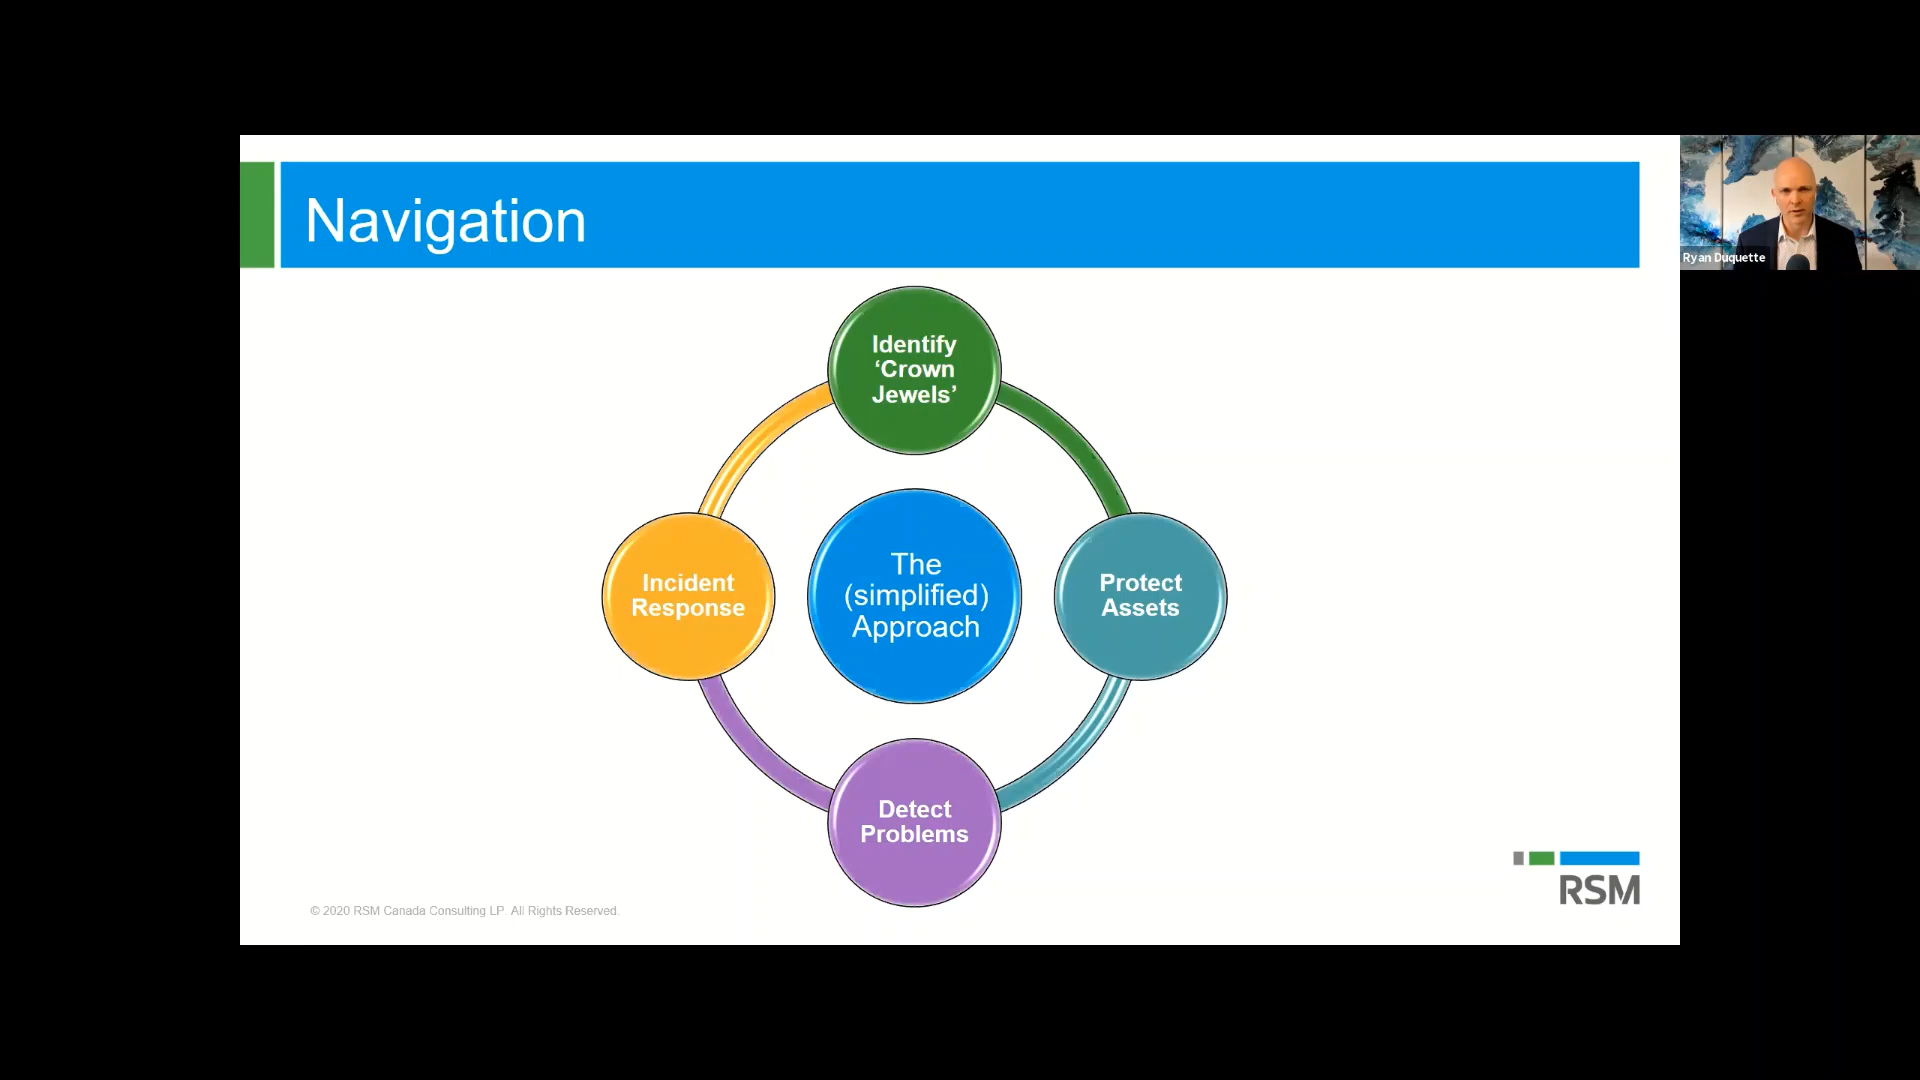 Navigation
Identify
‘Crown
Jewels’
Incident
Response
The
(simplified)
Approach
Protect
Assets
Detect
Problems
© 2020 RSM Canada Consulting LP. All Rights Reserved.
RSM
Ryan Duquette